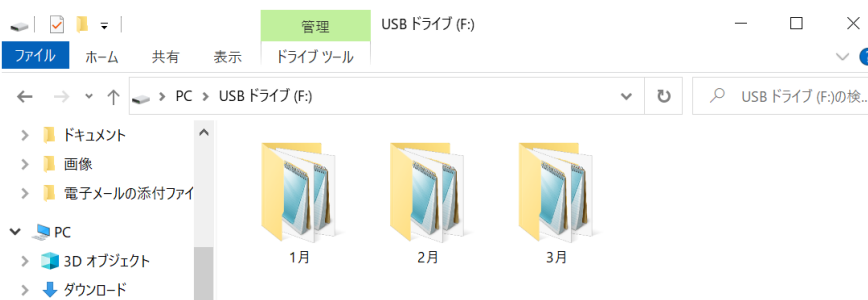 管理
USB ドライブ (F:)
ファイル
ホーム
共有
表示
ドライブ ツール
PC > USB ドライブ (F:)
USB ドライブ (F:)の検...
ドキュメント
画像
電子メールの添付ファイ
PC
3D オブジェクト
ダウンロード
1月
2月
3月